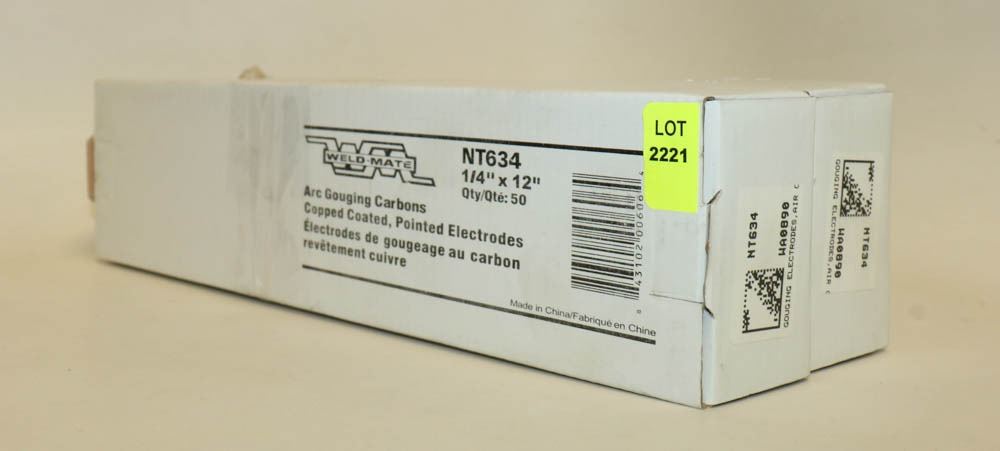 WELD-MATE
NT634
1/4" x 12"
Qty/Qté: 50
Arc Gouging Carbons
Copped Coated, Pointed Electrodes
Électrodes de gougeage au carbon
revêtement cuivre
Made in China/Fabriqué en Chine
LOT
2221
NT634
WA0B90
GOUGING ELECTRODES,AIR C
NT634
WA0B90
GOUGING ELECTRODES,AIR C